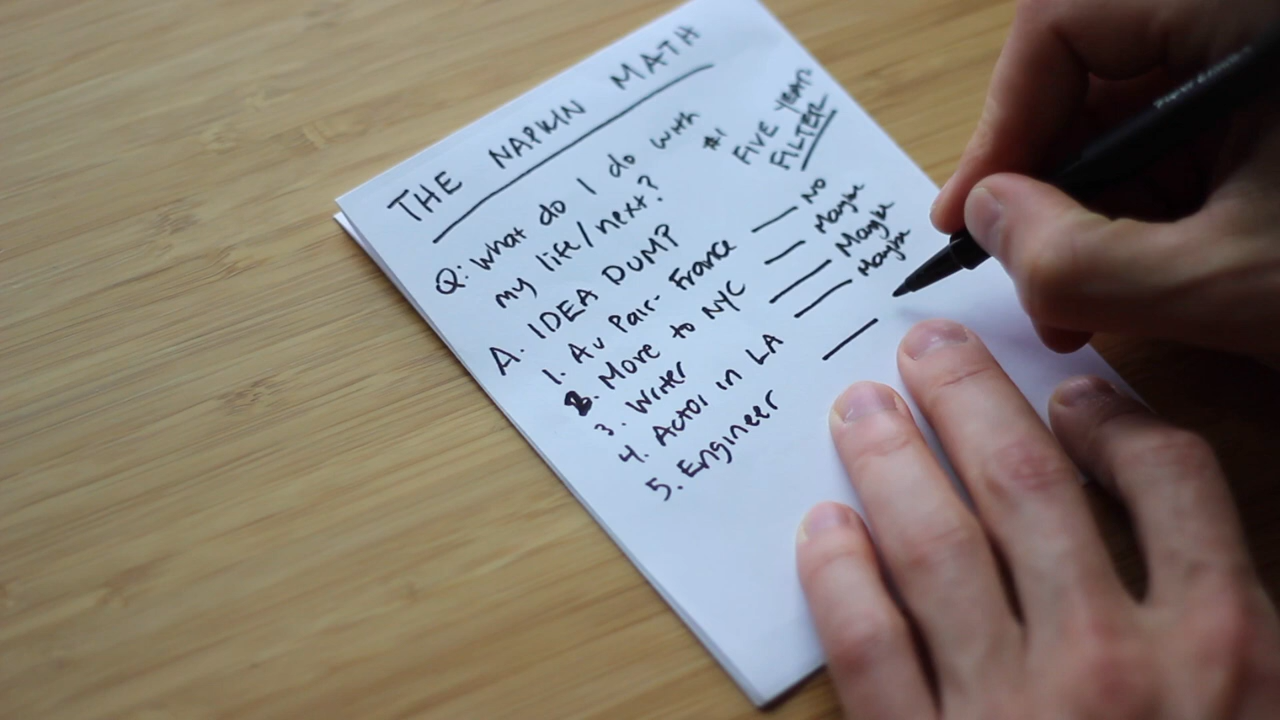 THE NAPKIN MATH
Q: What do I do with
my life/next?
#1 FIVE YEAR
FILTER
A. IDEA DUMP
1. Au Pair- France — No
B. Move to NYC — Maybe
3. Writer — Maybe
4. Actor in LA — Maybe
5. Engineer —